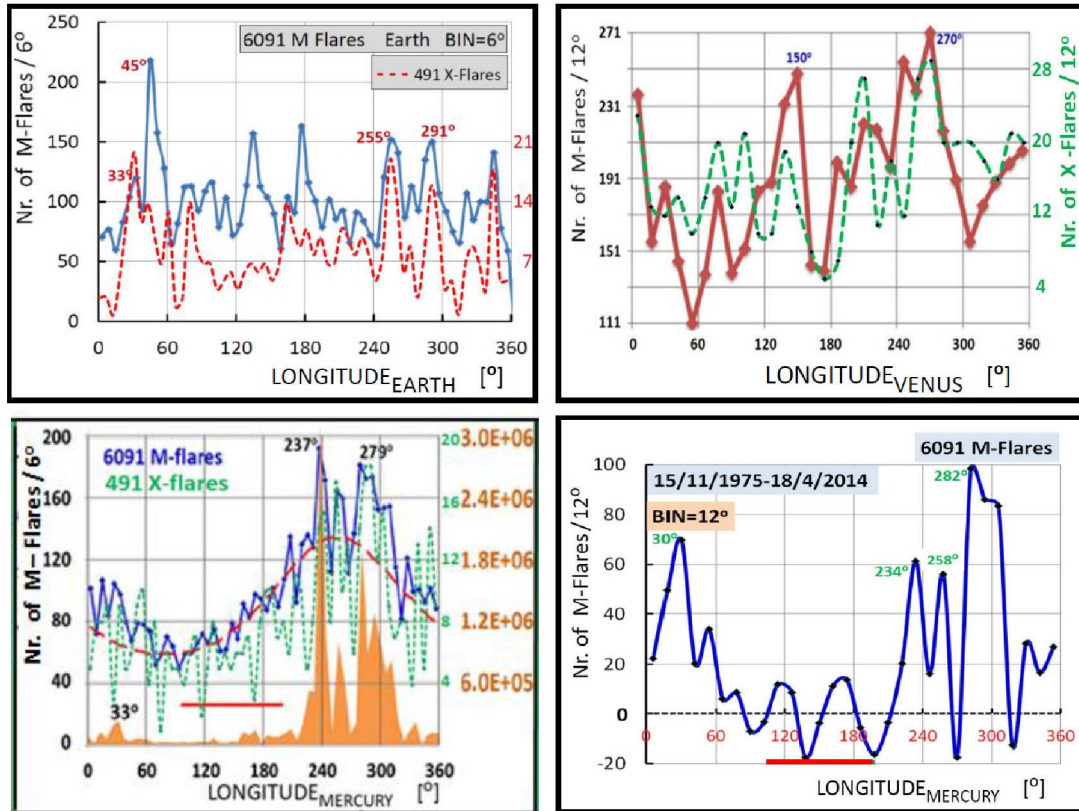 250
200
150
100
50
0
Nr. of M-Flares / 6°
6091 M Flares Earth BIN=6°
491 X-Flares
45°
33°
255°
291°
21
14
7
0 60 120 180 240 300 360
LONGITUDE EARTH [°]
271
231
191
151
111
Nr. of M-Flares / 12°
150°
270°
28
20
12
4
Nr. of X -Flares / 12°
0 60 120 180 240 300 360
LONGITUDE VENUS [°]
200
160
120
80
40
0
Nr. of M– Flares / 6°
6091 M-flares
491 X-flares
237°
279°
33°
20
16
12
8
4
3.0E+06
2.4E+06
1.8E+06
1.2E+06
6.0E+05
0 60 120 180 240 300 360
LONGITUDE MERCURY [°]
100
80
60
40
20
0
-20
Nr. of M-Flares / 12°
6091 M-Flares
15/11/1975-18/4/2014
BIN=12°
30°
234°
258°
282°
0 60 120 180 240 300 360
LONGITUDE MERCURY [°]